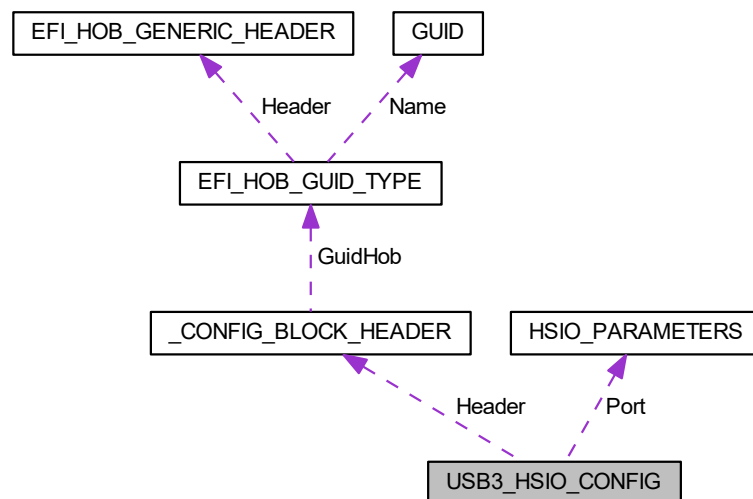 EFI_HOB_GENERIC_HEADER
GUID
Header
Name
EFI_HOB_GUID_TYPE
GuidHob
_CONFIG_BLOCK_HEADER
HSIO_PARAMETERS
Header
Port
USB3_HSIO_CONFIG